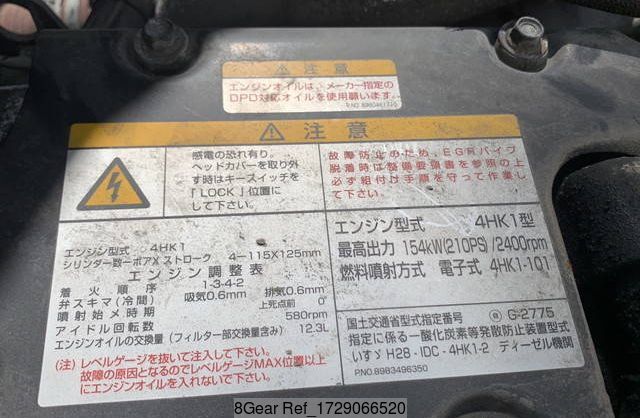 ⚠注意
エンジンオイルは、メーカー指定の
DPD対応オイルを使用願います。
⚠注意
感電の恐れ有り。
ヘッドカバーを取り外
す時はキースイッチを
「LOCK」位置に
して下さい。
故障防止のため、EGRパイプ
脱着時は整備要領書を参照の上
必ず組付け手順を守って作業し
て下さい。
エンジン型式 4HK1
シリンダー数ーボアXストローク 4ー115X125mm
エンジン調整表
着火順序 1-3-4-2
弁スキマ(冷間) 吸気0.6mm 排気0.6m
噴射始メ時期 上死点前 0°
アイドル回転数 580rpm
エンジンオイルの交換量(フィルター部交換量含み) 12.3L
(注)レベルゲージを抜いて注入して下さい。
故障の原因となるのでレベルゲージMAX位置以上
にエンジンオイルを入れないで下さい。
エンジン型式 4HK1型
最高出力 154kW(210PS)/2400rpm
燃料噴射方式 電子式 4HK1-101
国土交通省型式指定番号 G-2775
指定に係る一酸化炭素等発散防止装置型式
いすゞ H28・IDC・4HK1-2 ディーゼル機関
P.NO.8983496350
8Gear Ref_1729066520